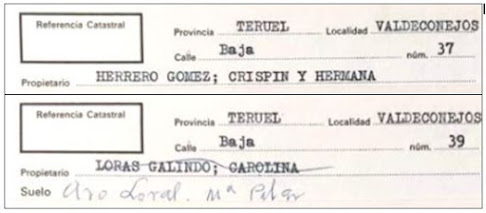 Referencia Catastral
Provincia TERUEL Localidad VALDECONEJOS
Calle Baja núm. 37
Propietario HERRERO GOMEZ; CRISPIN Y HERMANA
Referencia Catastral
Provincia TERUEL Localidad VALDECONEJOS
Calle Baja núm. 39
Propietario LORAS GALINDO; CAROLINA
Suelo Mª Pilar